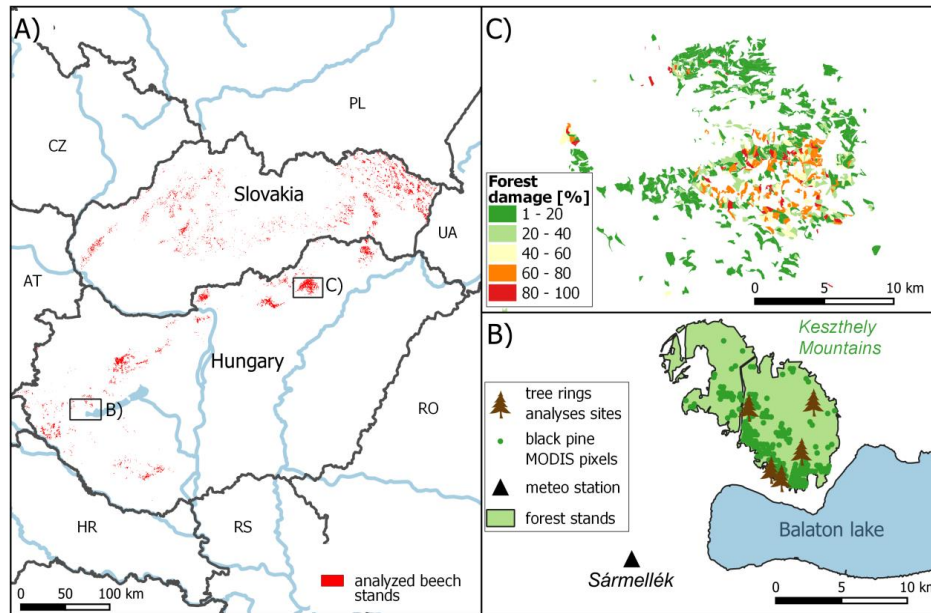 A)
PL
CZ
Slovakia
UA
AT
C)
Hungary
B)
RO
HR
RS
analyzed beech
stands
0 50 100 km
C)
Forest
damage [%]
1 - 20
20 - 40
40 - 60
60 - 80
80 - 100
0 5 10 km
B)
Keszthely
Mountains
tree rings
analyses sites
black pine
MODIS pixels
meteo station
forest stands
Balaton lake
Sármellék
0 5 10 km